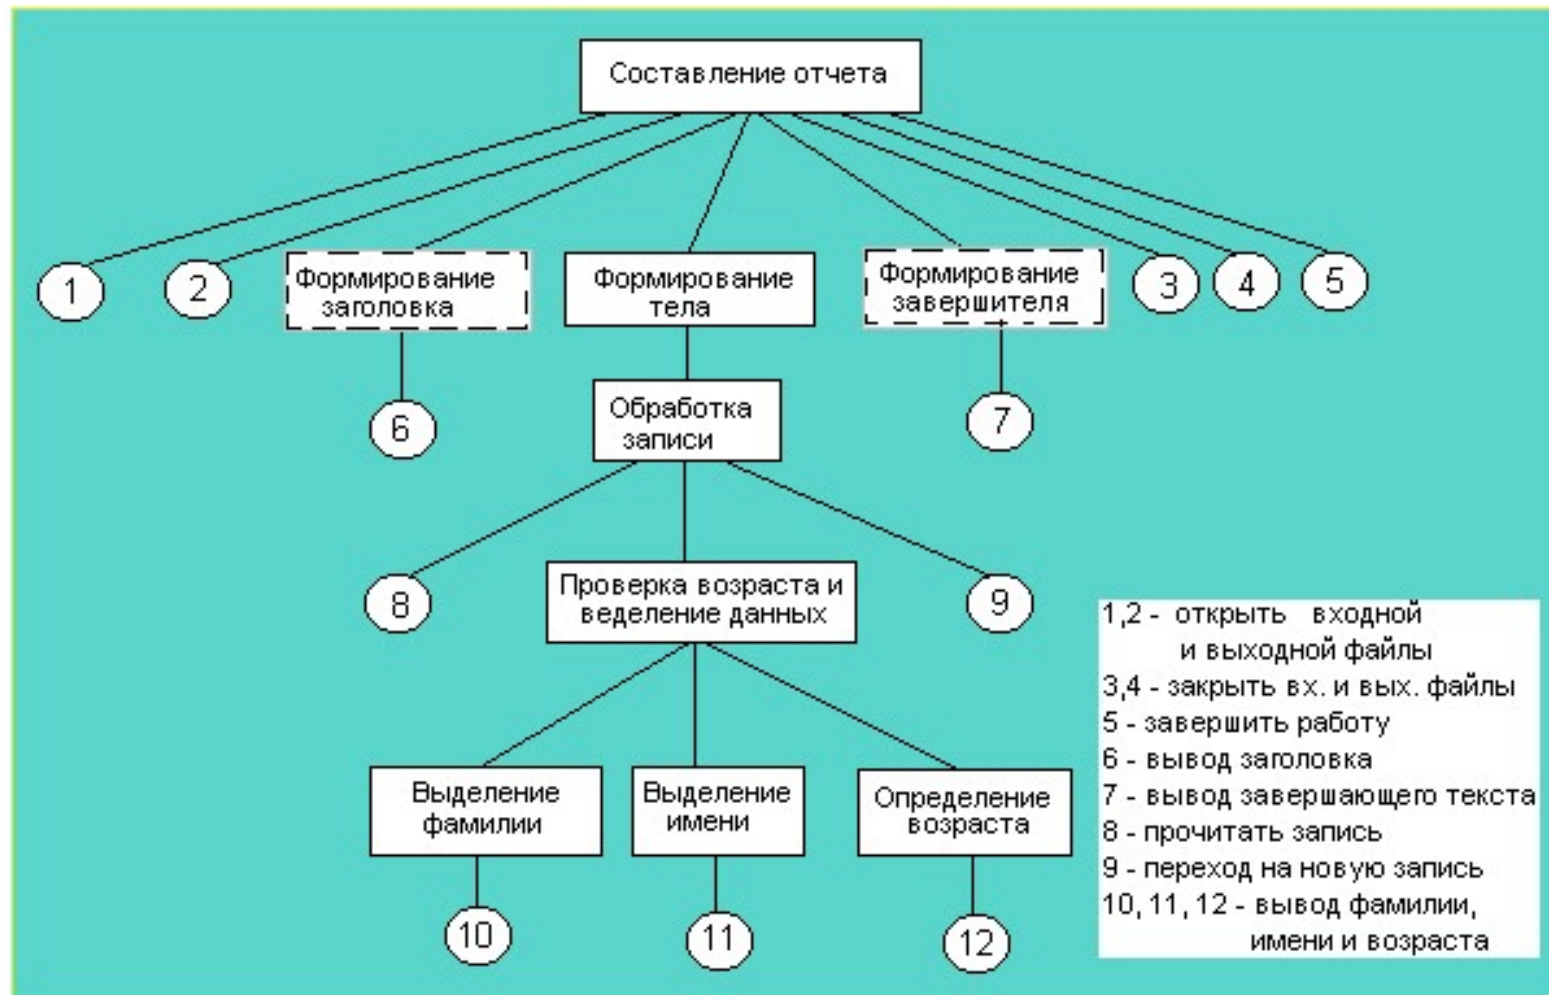 Составление отчета
1
2
Формирование
заголовка
Формирование
тела
Формирование
завершителя
3
4
5
6
Обработка
записи
7
8
Проверка возраста и
веделение данных
9
Выделение
фамилии
Выделение
имени
Определение
возраста
10
11
12
1,2 - открыть входной
и выходной файлы
3,4 - закрыть вх. и вых. файлы
5 - завершить работу
6 - вывод заголовка
7 - вывод завершающего текста
8 - прочитать запись
9 - переход на новую запись
10, 11, 12 - вывод фамилии,
имени и возраста